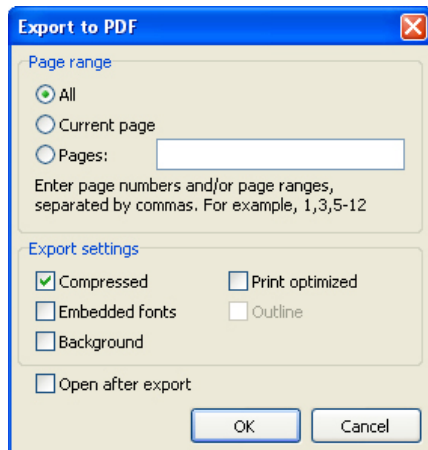 Export to PDF
Page range
All
Current page
Pages:
Enter page numbers and/or page ranges,
separated by commas. For example, 1,3,5-12
Export settings
Compressed
Print optimized
Embedded fonts
Outline
Background
Open after export
OK
Cancel